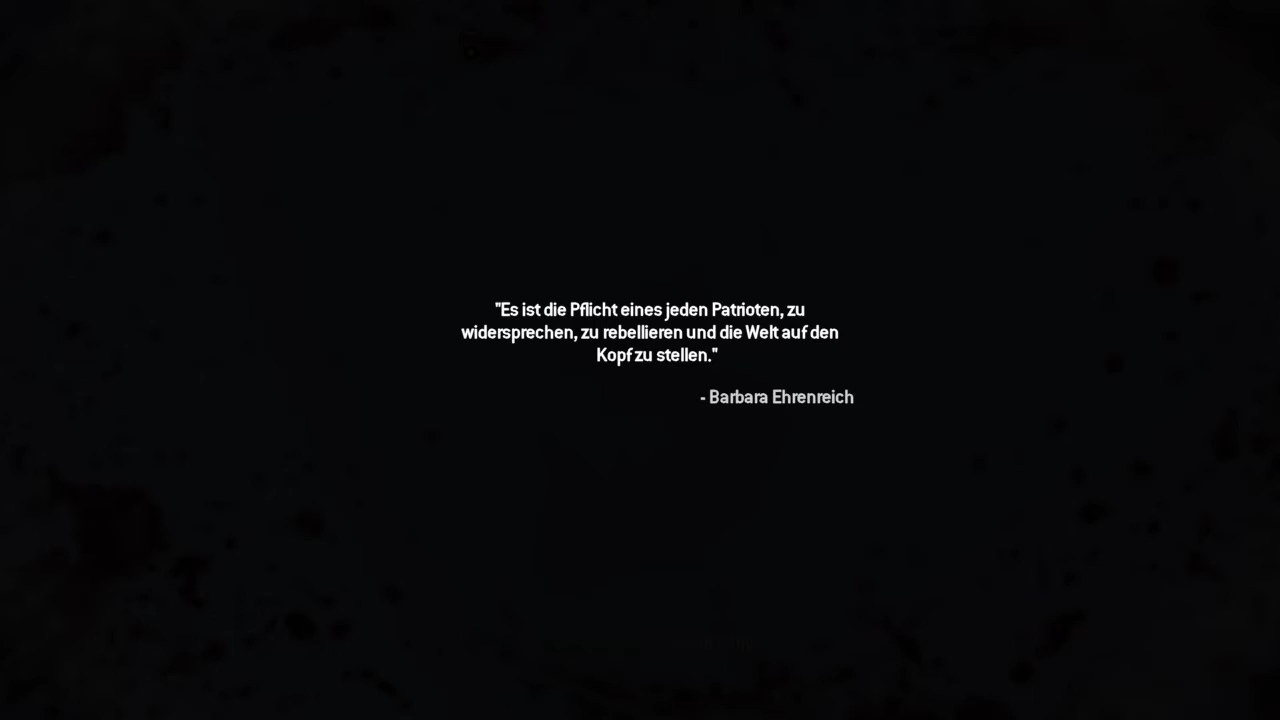 "Es ist die Pflicht eines jeden Patrioten, zu
widersprechen, zu rebellieren und die Welt auf den
Kopf zu stellen."
- Barbara Ehrenreich